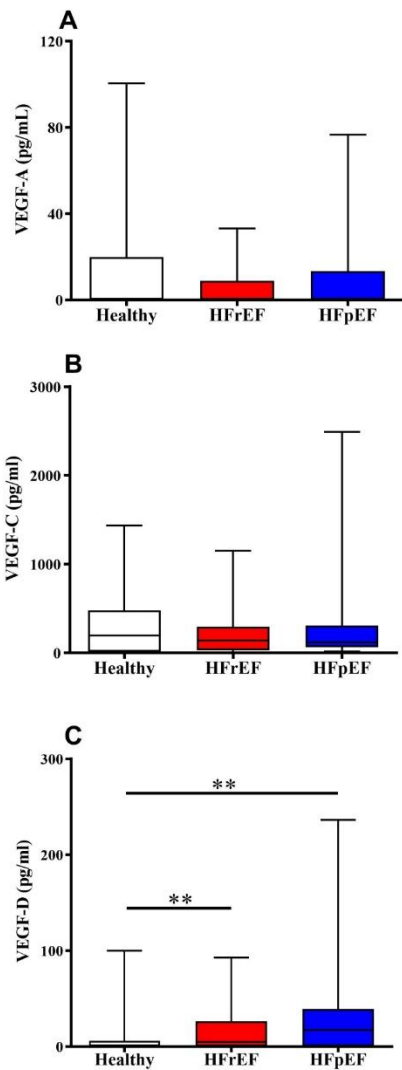 A
VEGF-A (pg/mL)
120
80
40
0
Healthy HFrEF HFpEF
B
VEGF-C (pg/ml)
3000
2000
1000
0
Healthy HFrEF HFpEF
C
VEGF-D (pg/ml)
300
200
100
0
**
**
Healthy HFrEF HFpEF